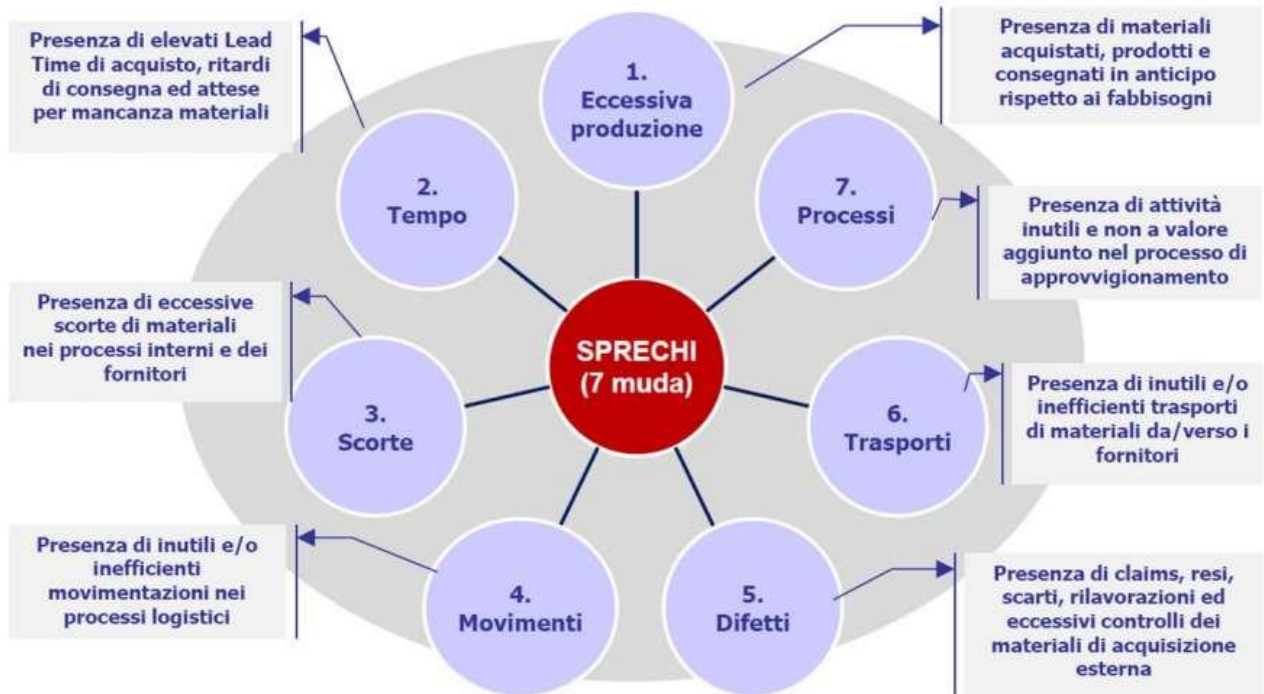 Presenza di elevati Lead
Time di acquisto, ritardi
di consegna ed attese
per mancanza materiali
1.
Eccessiva
produzione
Presenza di materiali
acquistati, prodotti e
consegnati in anticipo
rispetto ai fabbisogni
2.
Tempo
7.
Processi
Presenza di attività
inutili e non a valore
aggiunto nel processo di
approvvigionamento
Presenza di eccessive
scorte di materiali
nei processi interni e dei
fornitori
SPRECHI
(7 muda)
3.
Scorte
6.
Trasporti
Presenza di inutili e/o
inefficienti trasporti
di materiali da/verso i
fornitori
Presenza di inutili e/o
inefficienti
movimentazioni nei
processi logistici
4.
Movimenti
5.
Difetti
Presenza di claims, resi,
scarti, rilavorazioni ed
eccessivi controlli dei
materiali di acquisizione
esterna